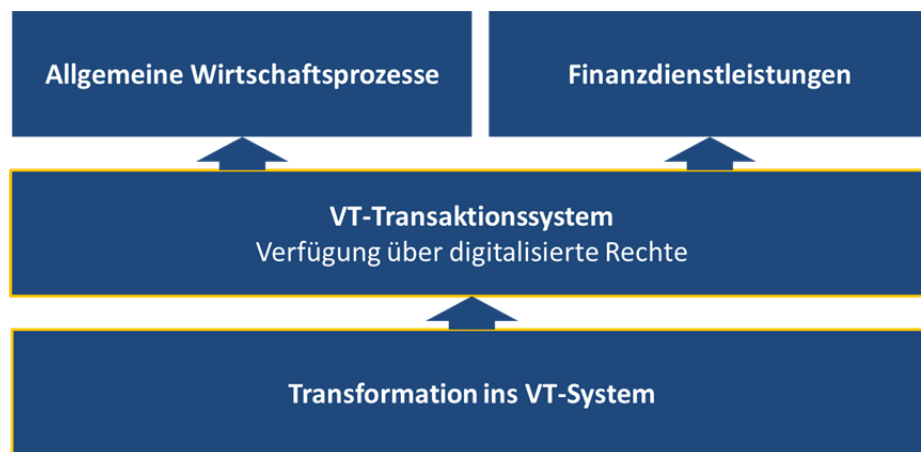 Allgemeine Wirtschaftsprozesse
Finanzdienstleistungen
VT-Transaktionssystem
Verfügung über digitalisierte Rechte
Transformation ins VT-System